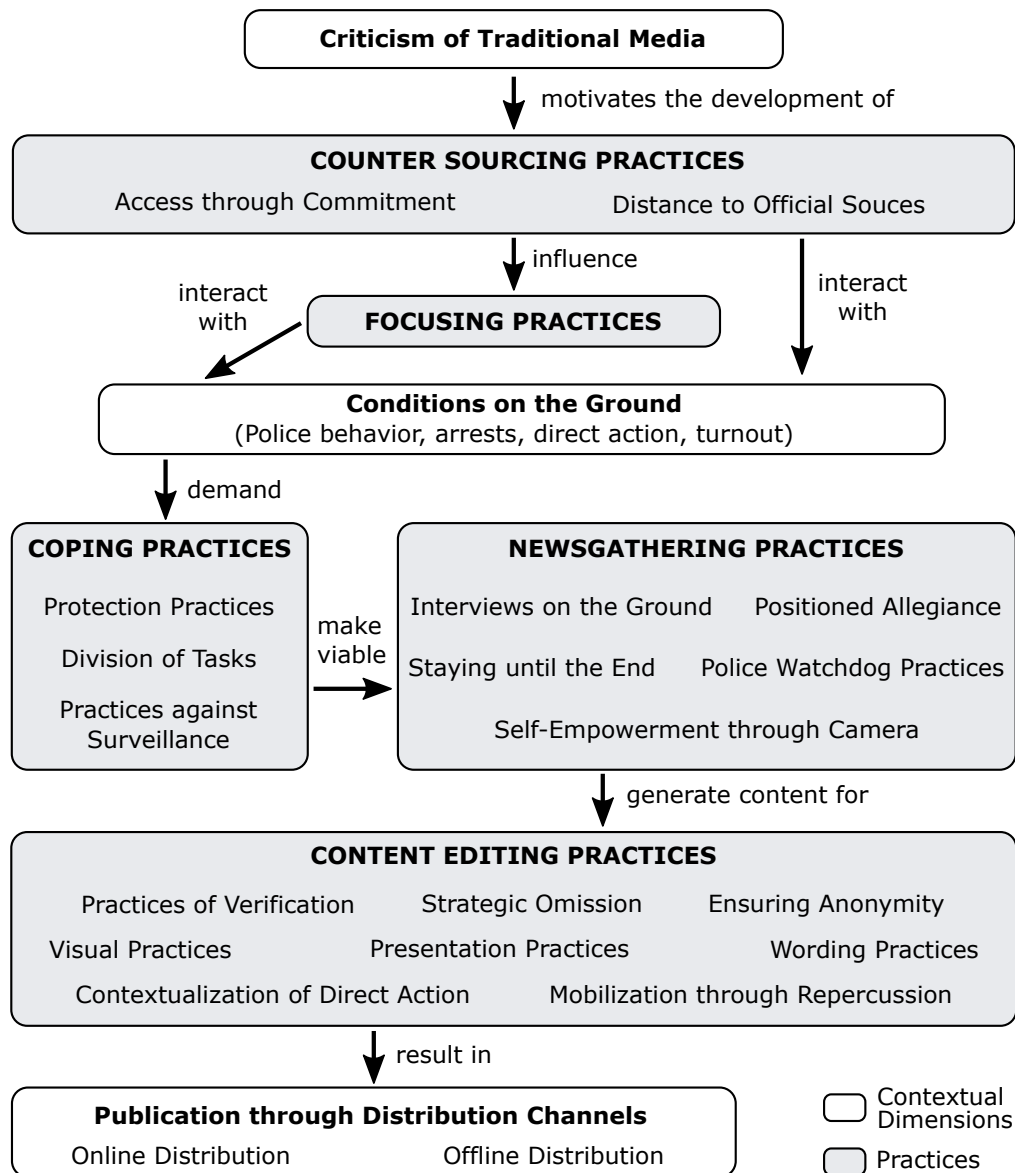 Criticism of Traditional Media
motivates the development of
COUNTER SOURCING PRACTICES
Access through Commitment
Distance to Official Souces
influence
interact
with
interact
with
FOCUSING PRACTICES
Conditions on the Ground
(Police behavior, arrests, direct action, turnout)
demand
COPING PRACTICES
Protection Practices
Division of Tasks
Practices against
Surveillance
make
viable
NEWSGATHERING PRACTICES
Interviews on the Ground
Positioned Allegiance
Staying until the End
Police Watchdog Practices
Self-Empowerment through Camera
generate content for
CONTENT EDITING PRACTICES
Practices of Verification
Strategic Omission
Ensuring Anonymity
Visual Practices
Presentation Practices
Wording Practices
Contextualization of Direct Action
Mobilization through Repercussion
result in
Publication through Distribution Channels
Online Distribution
Offline Distribution
Contextual
Dimensions
Practices